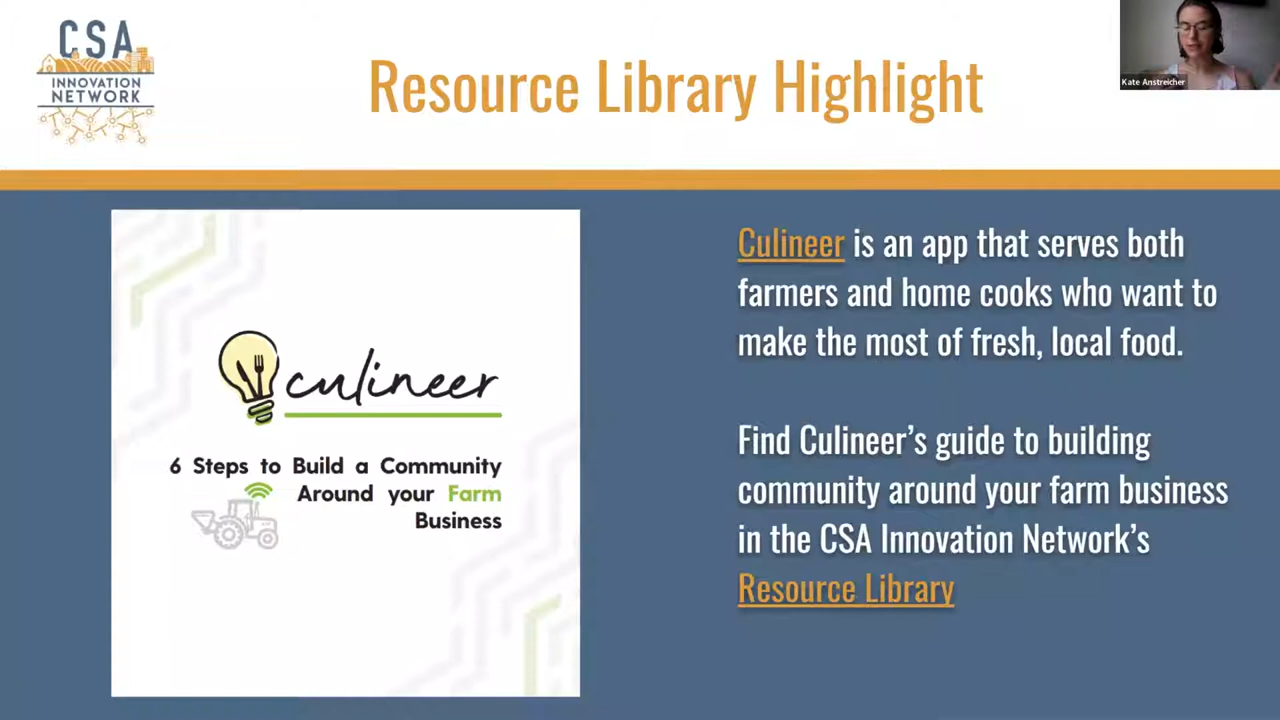 CSA
INNOVATION
NETWORK
Resource Library Highlight
Kate Anstreicher
culineer
6 Steps to Build a Community
Around your Farm
Business
Culineer is an app that serves both
farmers and home cooks who want to
make the most of fresh, local food.
Find Culineer's guide to building
community around your farm business
in the CSA Innovation Network's
Resource Library